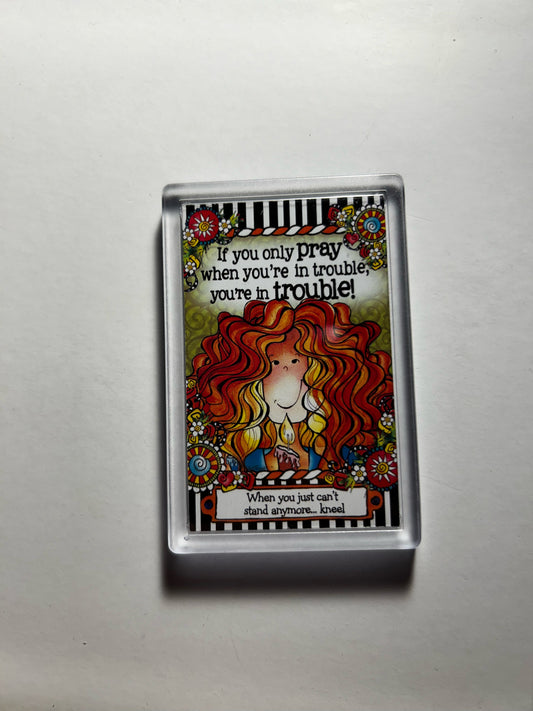 If you only pray
when you're in trouble,
you're in trouble!
When you just can't
stand anymore... kneel